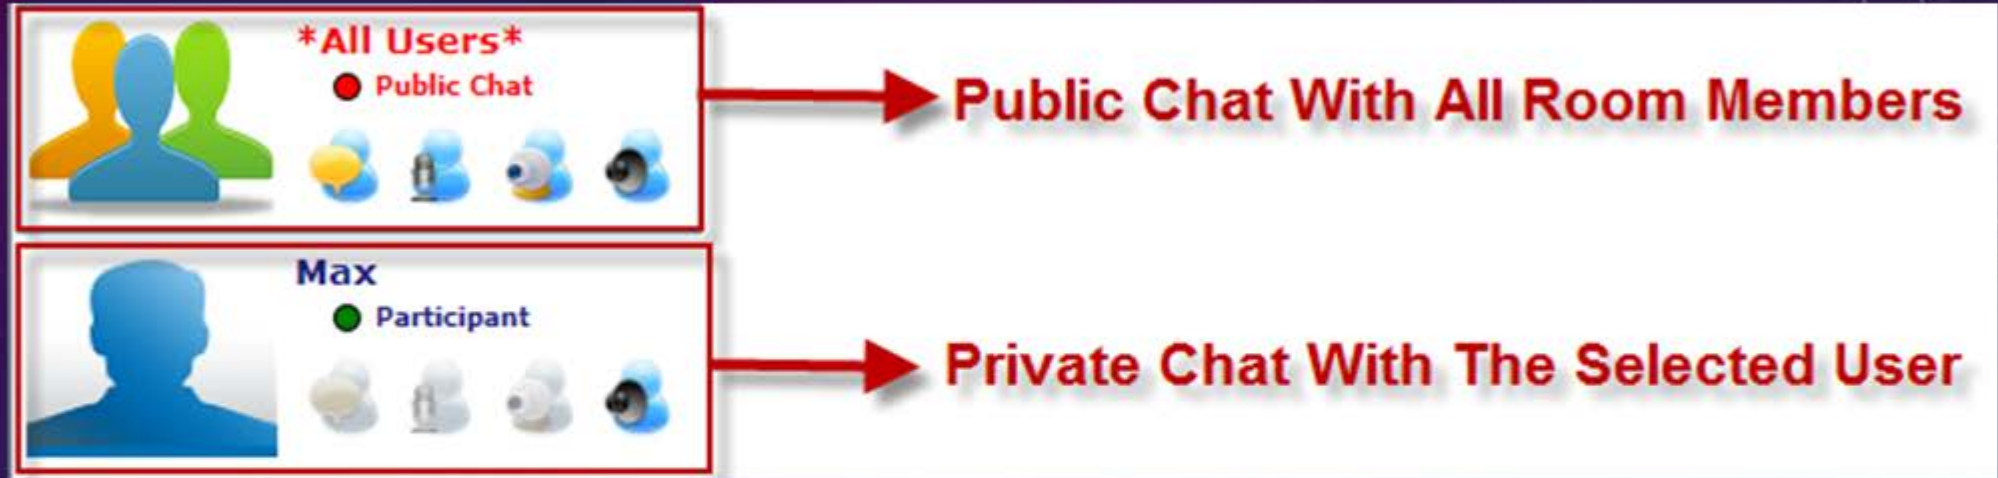 *All Users*
Public Chat
Public Chat With All Room Members
Max
Participant
Private Chat With The Selected User